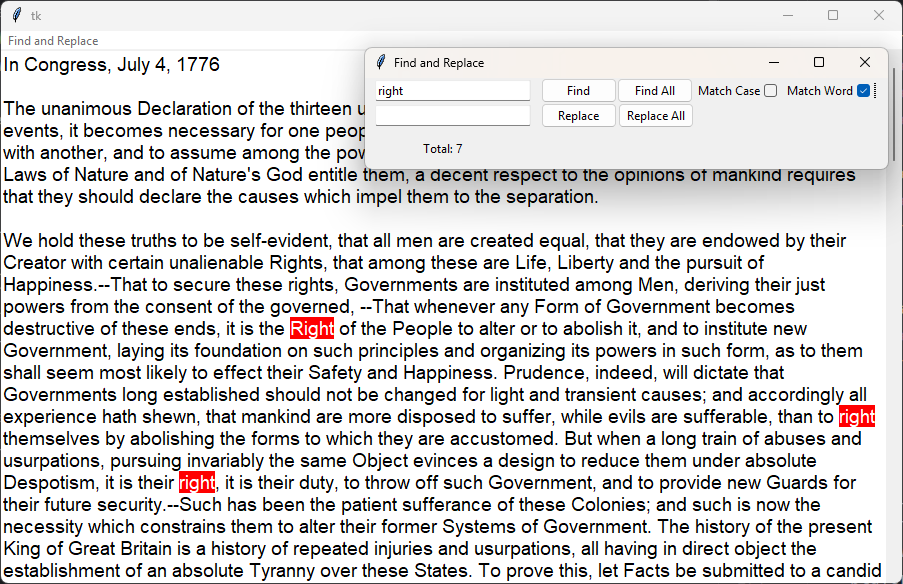 tk
Find and Replace
In Congress, July 4, 1776
The unanimous Declaration of the thirteen u
events, it becomes necessary for one peop
with another, and to assume among the pow
Laws of Nature and of Nature's God entitle them, a decent respect to the opinions of mankind requires
that they should declare the causes which impel them to the separation.
We hold these truths to be self-evident, that all men are created equal, that they are endowed by their
Creator with certain unalienable Rights, that among these are Life, Liberty and the pursuit of
Happiness.--That to secure these rights, Governments are instituted among Men, deriving their just
powers from the consent of the governed, --That whenever any Form of Government becomes
destructive of these ends, it is the Right of the People to alter or to abolish it, and to institute new
Government, laying its foundation on such principles and organizing its powers in such form, as to them
shall seem most likely to effect their Safety and Happiness. Prudence, indeed, will dictate that
Governments long established should not be changed for light and transient causes; and accordingly all
experience hath shewn, that mankind are more disposed to suffer, while evils are sufferable, than to right
themselves by abolishing the forms to which they are accustomed. But when a long train of abuses and
usurpations, pursuing invariably the same Object evinces a design to reduce them under absolute
Despotism, it is their right, it is their duty, to throw off such Government, and to provide new Guards for
their future security.--Such has been the patient sufferance of these Colonies; and such is now the
necessity which constrains them to alter their former Systems of Government. The history of the present
King of Great Britain is a history of repeated injuries and usurpations, all having in direct object the
establishment of an absolute Tyranny over these States. To prove this, let Facts be submitted to a candid
Find and Replace
right Find Find All Match Case Match Word
Replace Replace All
Total: 7